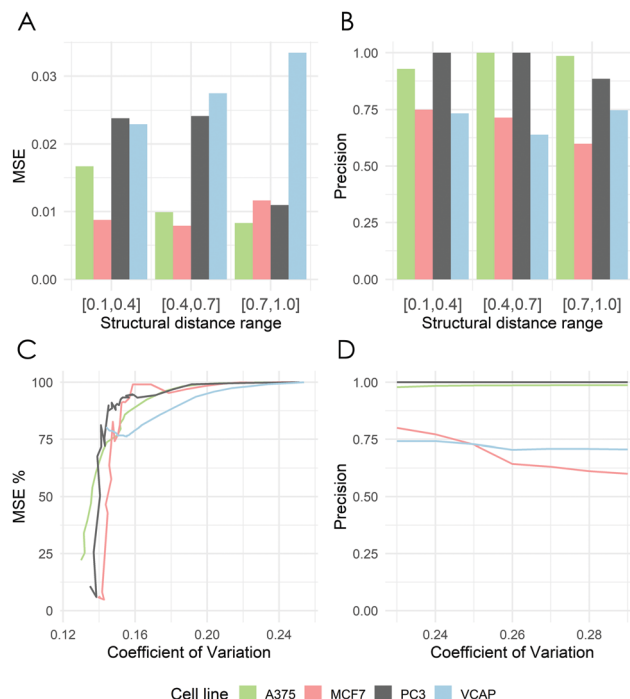 A
MSE
0.03
0.02
0.01
0.00
[0.1,0.4] [0.4,0.7] [0.7,1.0]
Structural distance range
B
Precision
1.00
0.75
0.50
0.25
0.00
[0.1,0.4] [0.4,0.7] [0.7,1.0]
Structural distance range
C
MSE %
100
75
50
25
0
0.12 0.16 0.20 0.24
Coefficient of Variation
D
Precision
1.00
0.75
0.50
0.25
0.00
0.24 0.26 0.28
Coefficient of Variation
Cell line A375 MCF7 PC3 VCAP